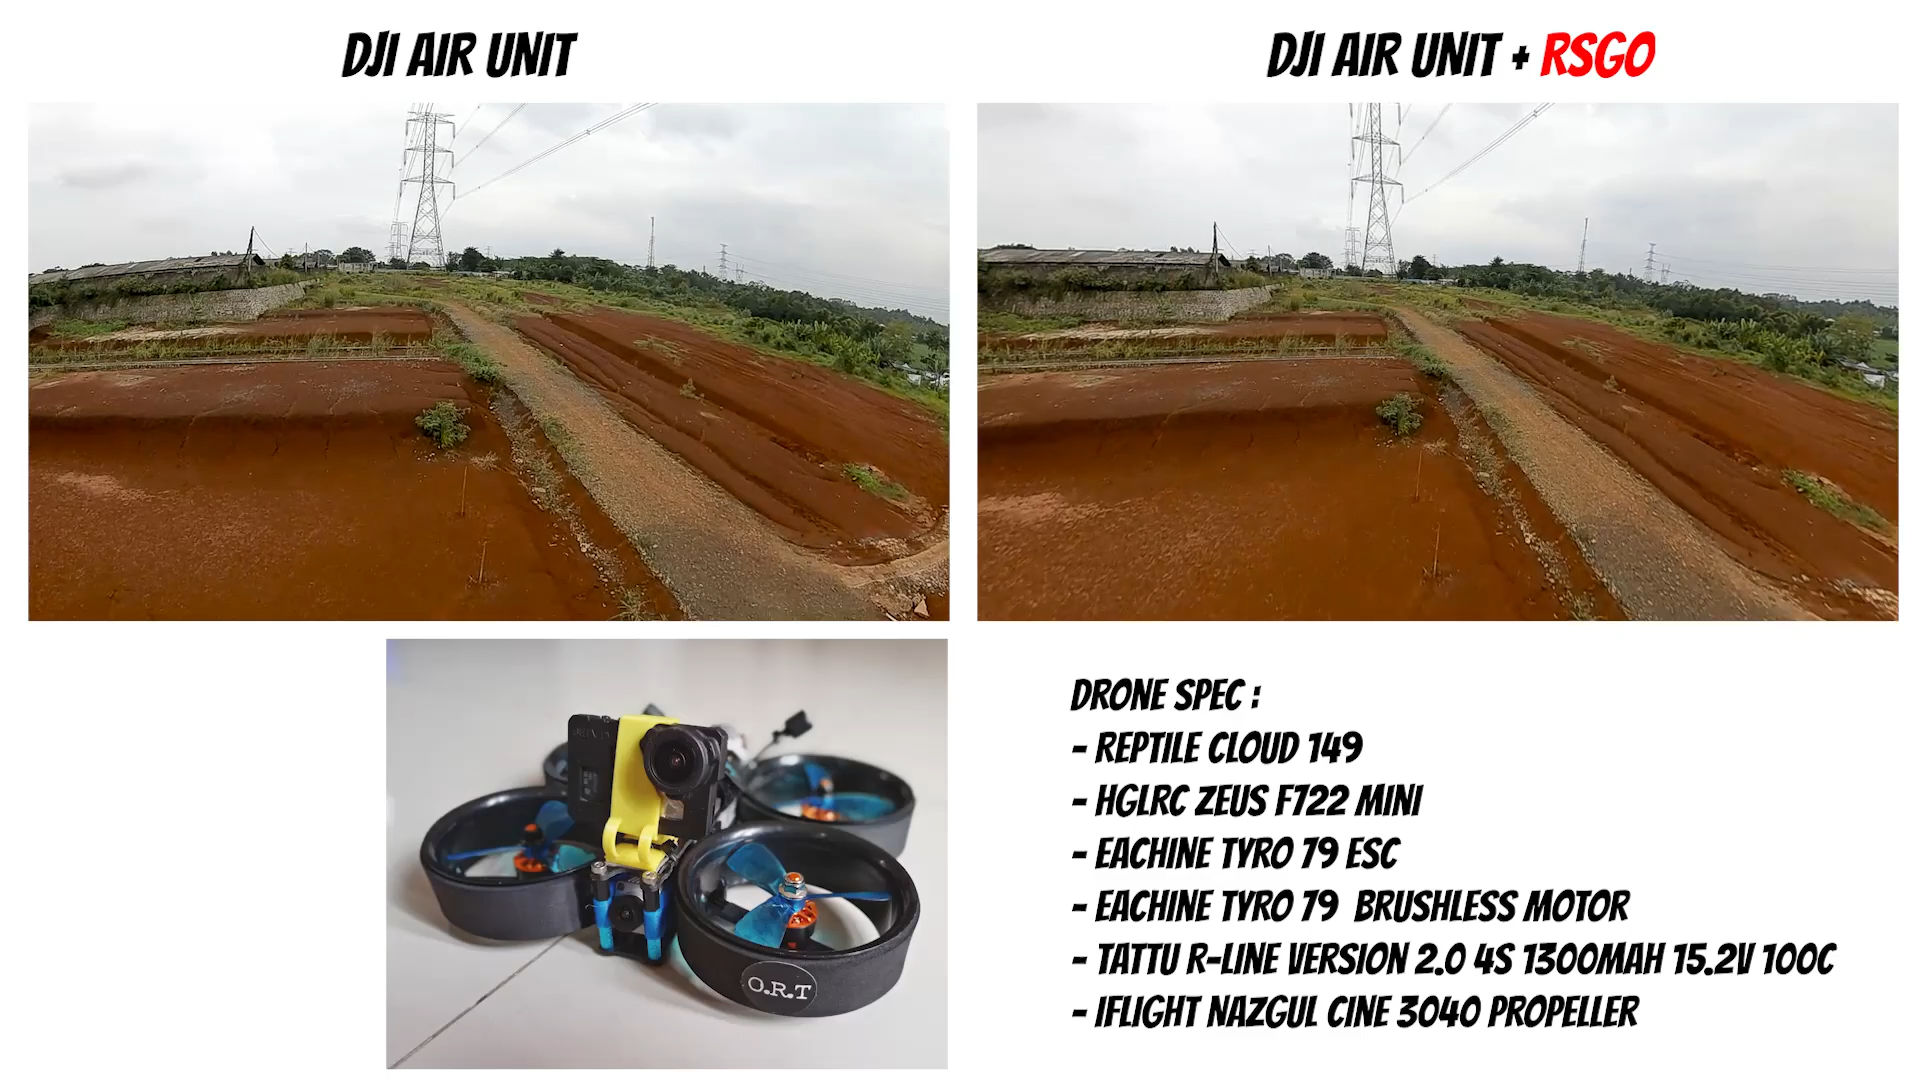 DJI AIR UNIT
DJI AIR UNIT + RSGO
DRONE SPEC :
- REPTILE CLOUD 149
- HGLRC ZEUS F722 MINI
- EACHINE TYRO 79 ESC
- EACHINE TYRO 79 BRUSHLESS MOTOR
- TATTU R-LINE VERSION 2.0 4S 1300MAH 15.2V 100C
- IFLIGHT NAZGUL CINE 3040 PROPELLER
O.R.T